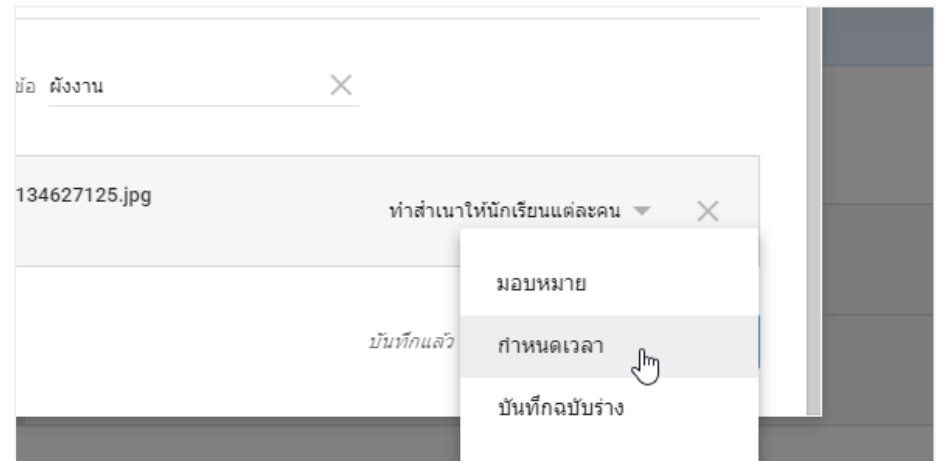 ข้อ ผังงาน
134627125.jpg
ทำสำเนาให้นักเรียนแต่ละคน
มอบหมาย
บันทึกแล้ว
กำหนดเวลา
บันทึกฉบับร่าง